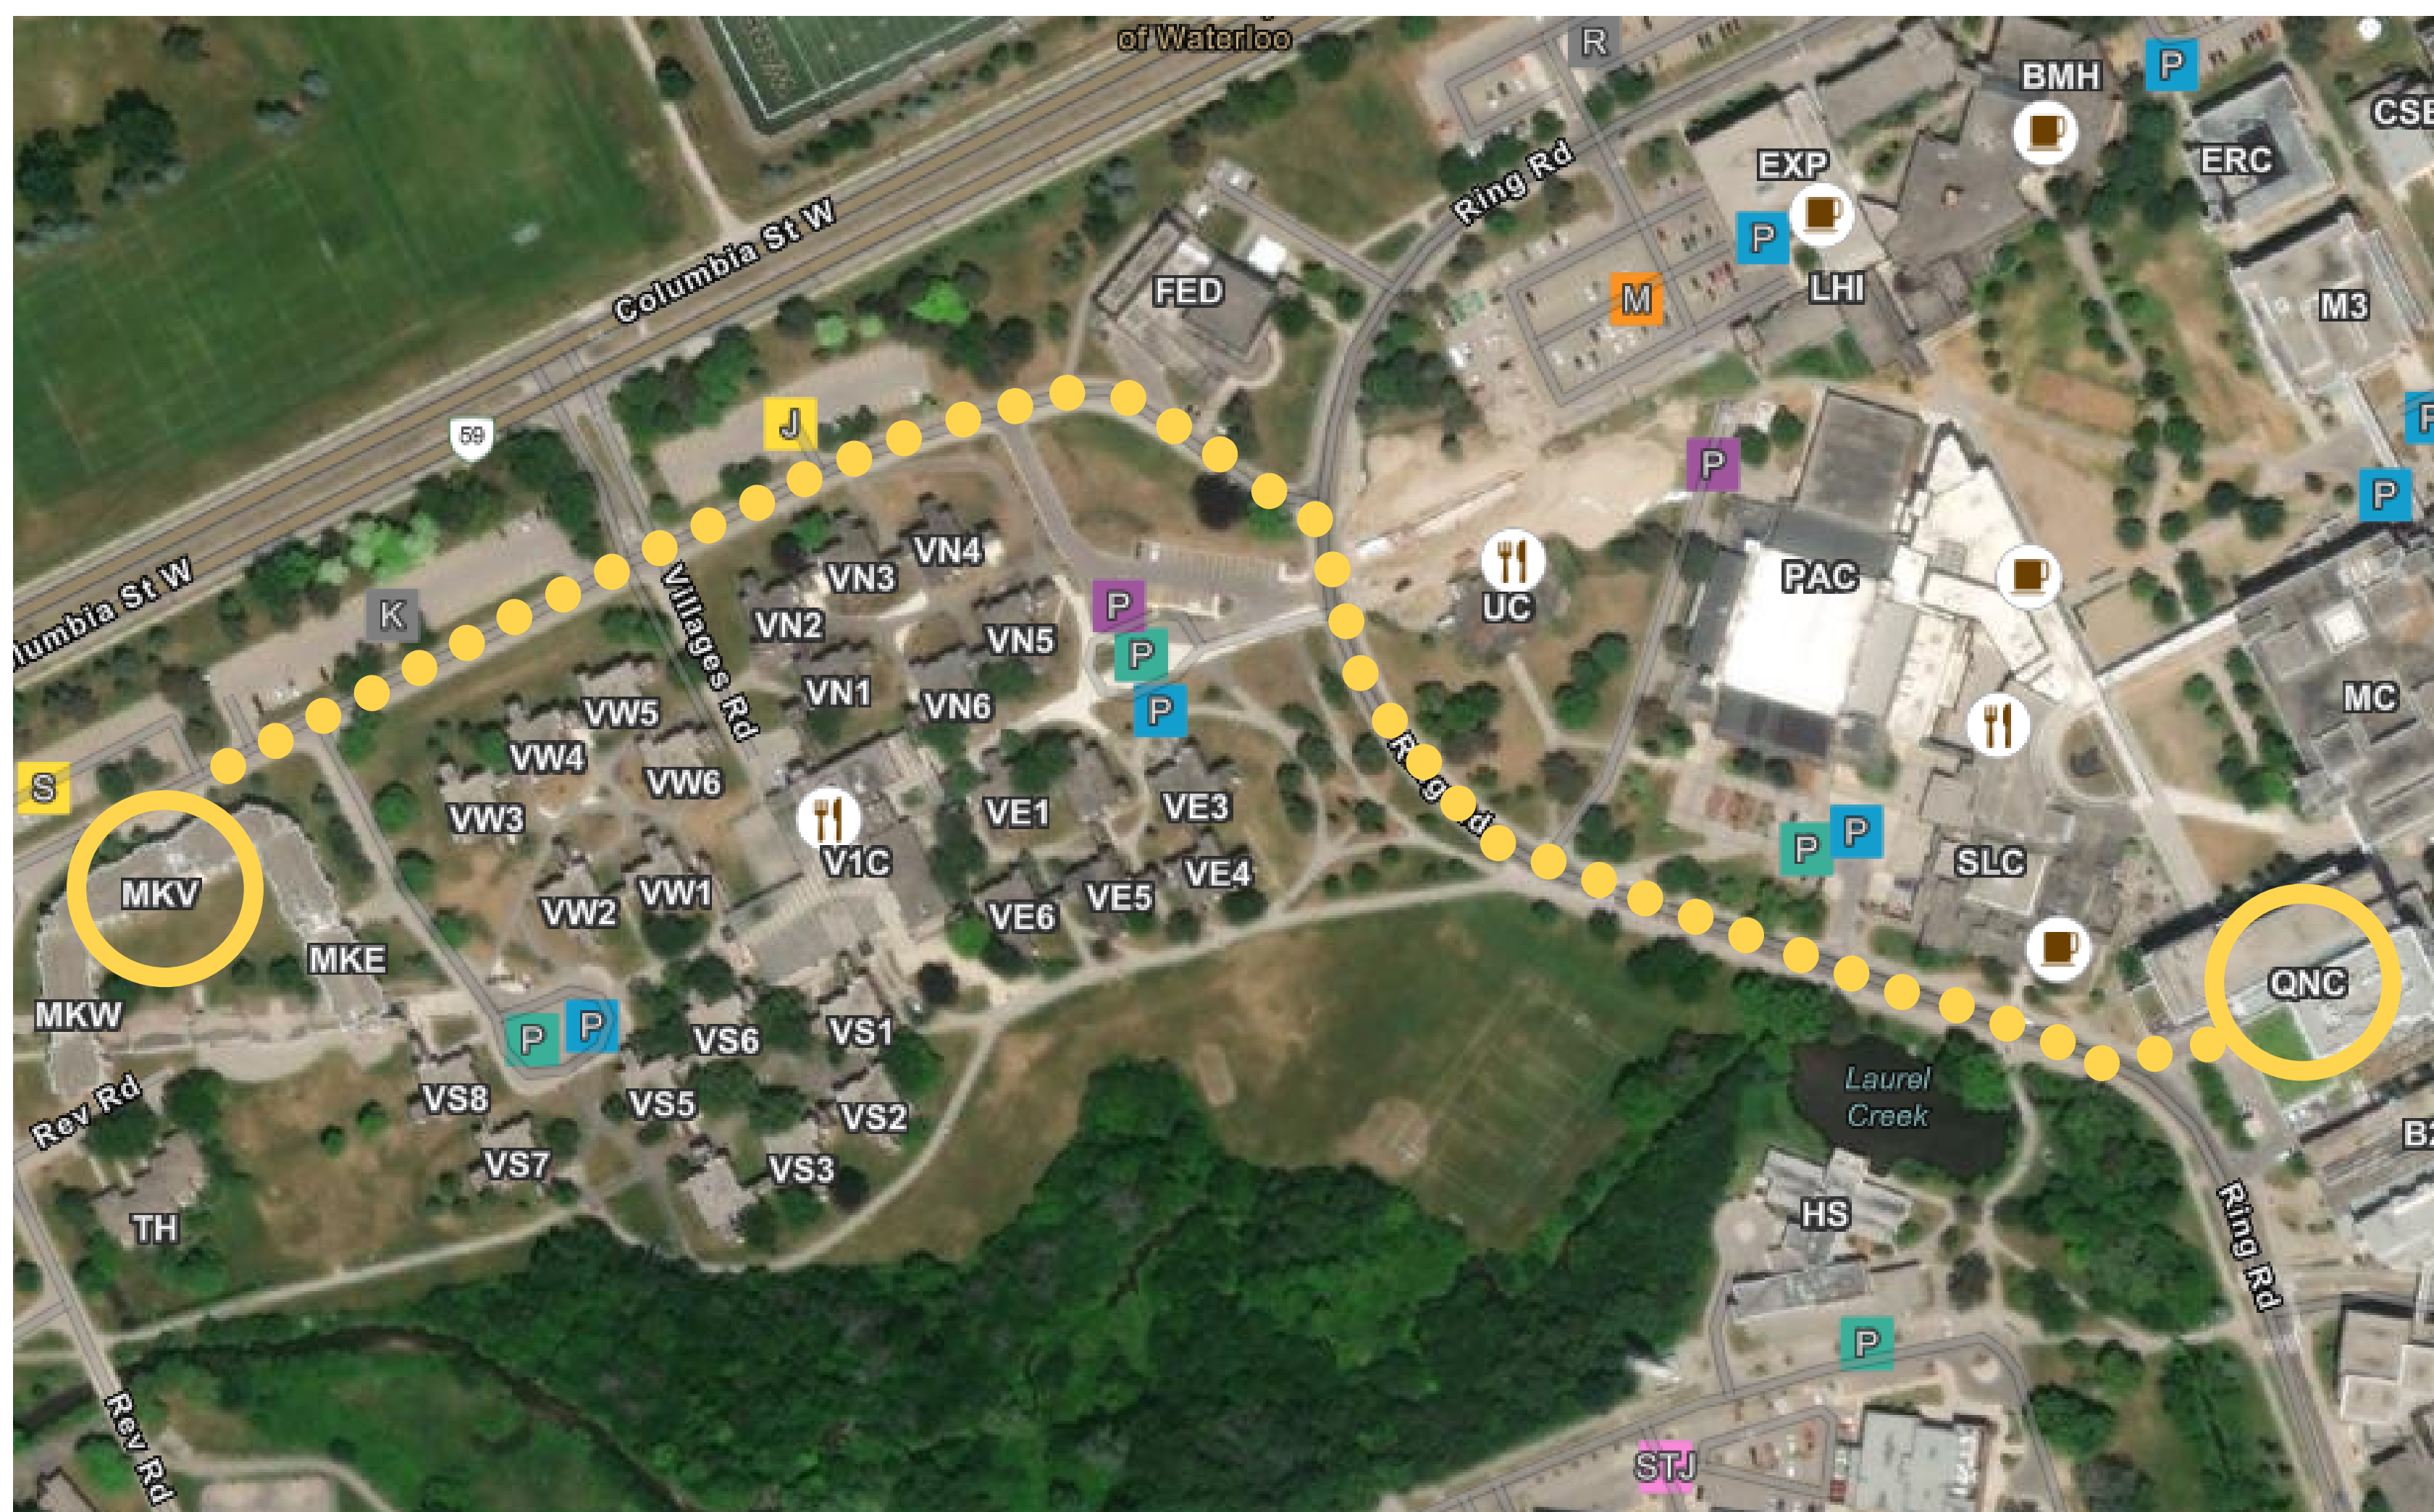 of Waterloo
R
P
BMH
CSB
EXP
ERC
Ring Rd
P
LHI
M
M3
Columbia St W
FED
J
59
P
P
P
VN4
VN3
PAC
UC
Columbia St W
K
VN2
VN5
P
P
P
VN1
VN6
Villages Rd
MC
VW5
VW4
VW6
S
VW3
VE1
VE3
Ring Rd
P
P
V1C
SLC
MKV
VW2
VW1
VE4
VE5
VE6
MKE
QNC
MKW
P
P
VS6
VS1
Laurel
Creek
Rev Rd
VS8
VS5
VS2
VS7
VS3
HS
TH
Ring Rd
P
Rev Rd
STJ